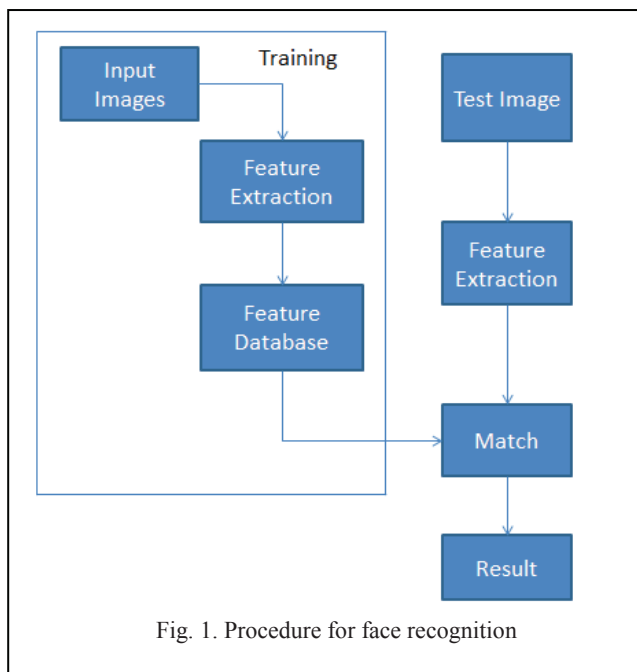 Training
Input
Images
Feature
Extraction
Feature
Database
Test Image
Feature
Extraction
Match
Result
Fig. 1. Procedure for face recognition